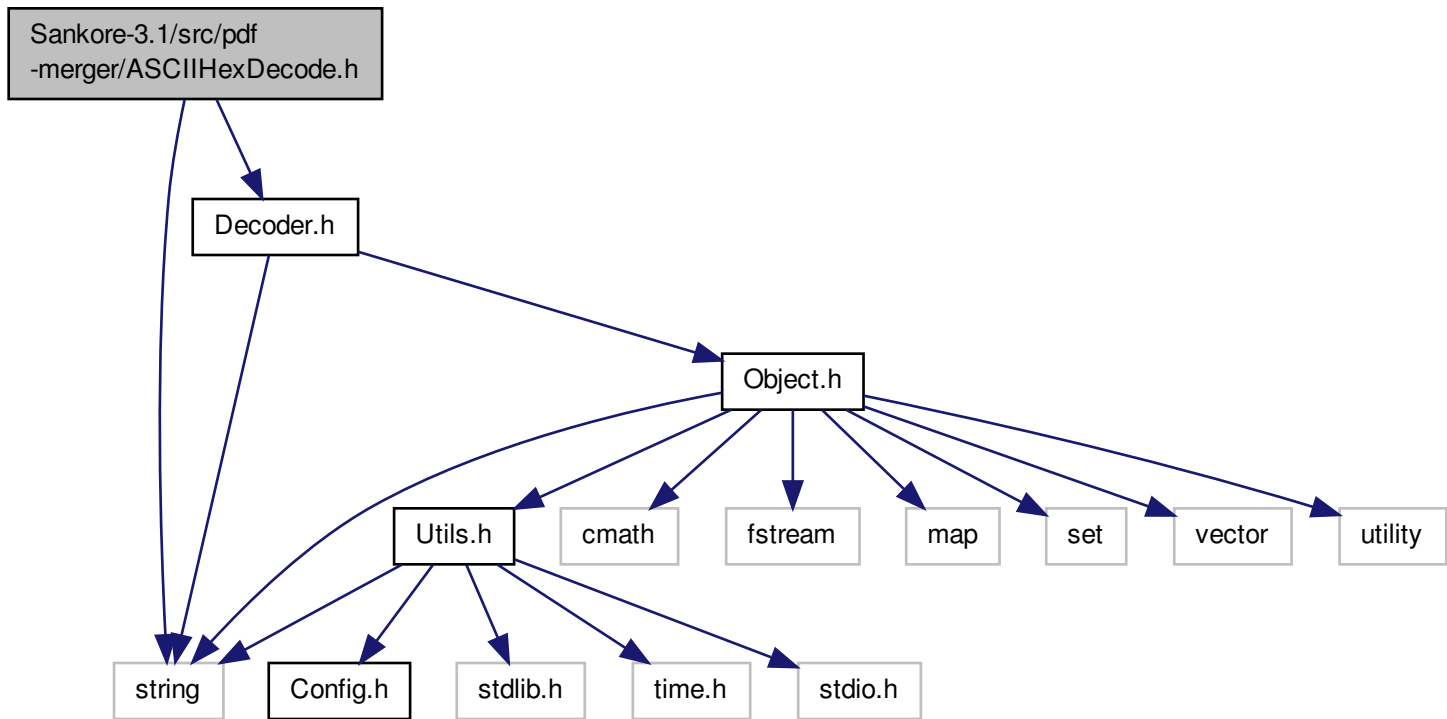 Sankore-3.1/src/pdf
-merger/ASCIIHexDecode.h
Decoder.h
Object.h
Utils.h
cmath
fstream
map
set
vector
utility
string
Config.h
stdlib.h
time.h
stdio.h